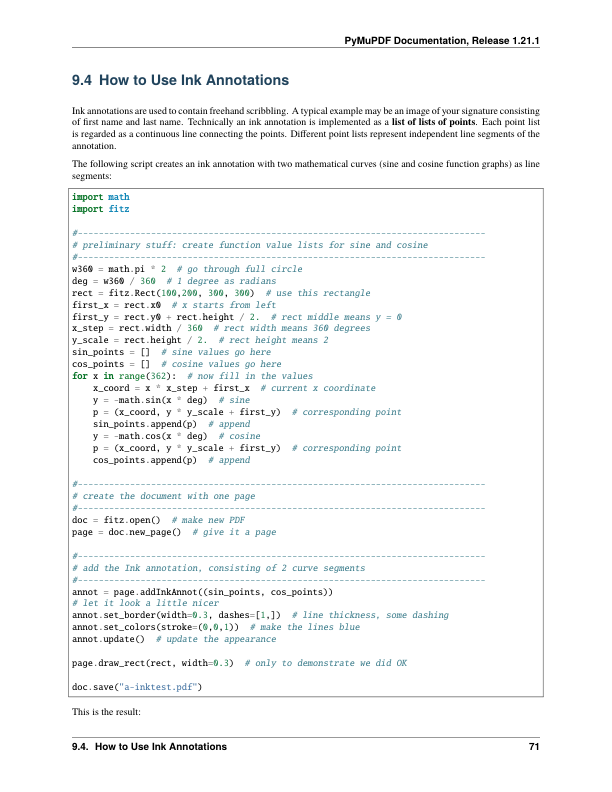 PyMuPDF Documentation, Release 1.21.1
9.4 How to Use Ink Annotations
Ink annotations are used to contain freehand scribbling. A typical example may be an image of your signature consisting
of first name and last name. Technically an ink annotation is implemented as a list of lists of points. Each point list
is regarded as a continuous line connecting the points. Different point lists represent independent line segments of the
annotation.
The following script creates an ink annotation with two mathematical curves (sine and cosine function graphs) as line
segments:
import math
import fitz
#------------------------------------------------------------------------------
# preliminary stuff: create function value lists for sine and cosine
#------------------------------------------------------------------------------
w360 = math.pi * 2  # go through full circle
deg = w360 / 360  # 1 degree as radians
rect = fitz.Rect(100,200, 300, 300)  # use this rectangle
first_x = rect.x0  # x starts from left
first_y = rect.y0 + rect.height / 2.  # rect middle means y = 0
x_step = rect.width / 360  # rect width means 360 degrees
y_scale = rect.height / 2.  # rect height means 2
sin_points = []  # sine values go here
cos_points = []  # cosine values go here
for x in range(362):  # now fill in the values
    x_coord = x * x_step + first_x  # current x coordinate
    y = -math.sin(x * deg)  # sine
    p = (x_coord, y * y_scale + first_y)  # corresponding point
    sin_points.append(p)  # append
    y = -math.cos(x * deg)  # cosine
    p = (x_coord, y * y_scale + first_y)  # corresponding point
    cos_points.append(p)  # append
#------------------------------------------------------------------------------
# create the document with one page
#------------------------------------------------------------------------------
doc = fitz.open()  # make new PDF
page = doc.new_page()  # give it a page
#------------------------------------------------------------------------------
# add the Ink annotation, consisting of 2 curve segments
#------------------------------------------------------------------------------
annot = page.addInkAnnot((sin_points, cos_points))
# let it look a little nicer
annot.set_border(width=0.3, dashes=[1,])  # line thickness, some dashing
annot.set_colors(stroke=(0,0,1))  # make the lines blue
annot.update()  # update the appearance
page.draw_rect(rect, width=0.3)  # only to demonstrate we did OK
doc.save("a-inktest.pdf")
This is the result:
9.4. How to Use Ink Annotations 71